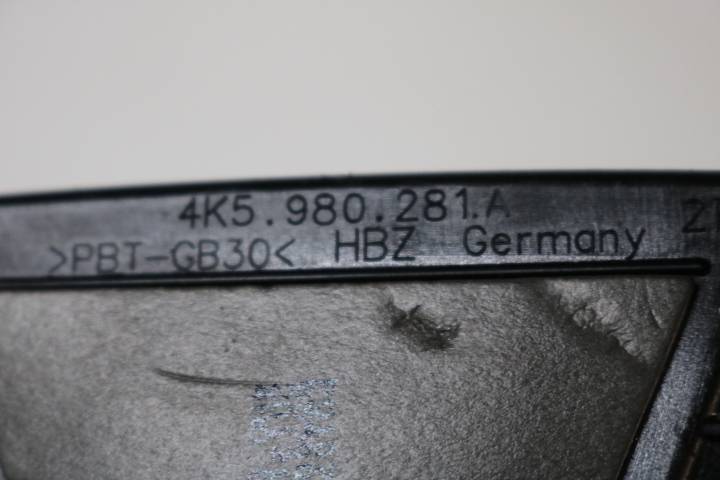 4K5.980.281.A
>PBT-GB30< HBZ Germany